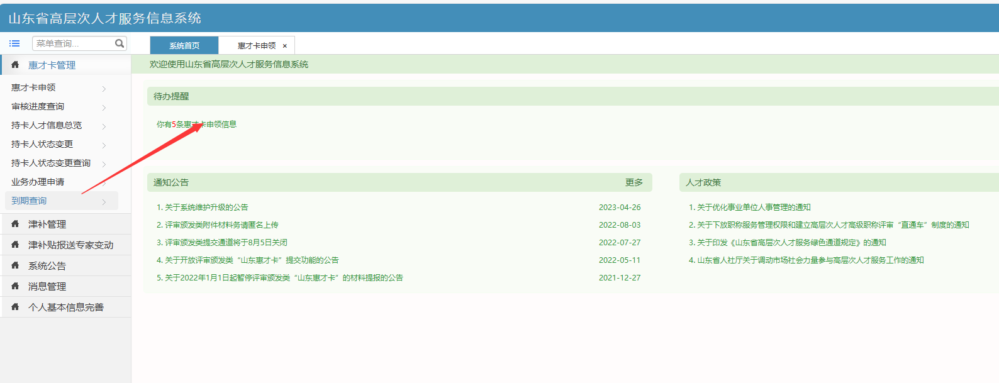 山东省高层次人才服务信息系统
菜单查询...
系统首页
惠才卡申领 ×
惠才卡管理
欢迎使用山东省高层次人才服务信息系统
惠才卡申领
审核进度查询
持卡人才信息总览
持卡人状态变更
持卡人状态变更查询
业务办理申请
到期查询
津补管理
津补贴报送专家变动
系统公告
消息管理
个人基本信息完善
待办提醒
你有5条惠才卡申领信息
通知公告 更多
1. 关于系统维护升级的公告 2023-04-26
2. 评审颁发类附件材料务请匿名上传 2022-08-03
3. 评审颁发类提交通道将于8月5日关闭 2022-07-27
4. 关于开放评审颁发类“山东惠才卡”提交功能的公告 2022-05-11
5. 关于2022年1月1日起暂停评审颁发类“山东惠才卡”的材料提报的公告 2021-12-27
人才政策
1. 关于优化事业单位人事管理的通知
2. 关于下放职称服务管理权限和建立高层次人才高级职称评审“直通车”制度的通知
3. 关于印发《山东省高层次人才服务绿色通道规定》的通知
4. 山东省人社厅关于调动市场社会力量参与高层次人才服务工作的通知